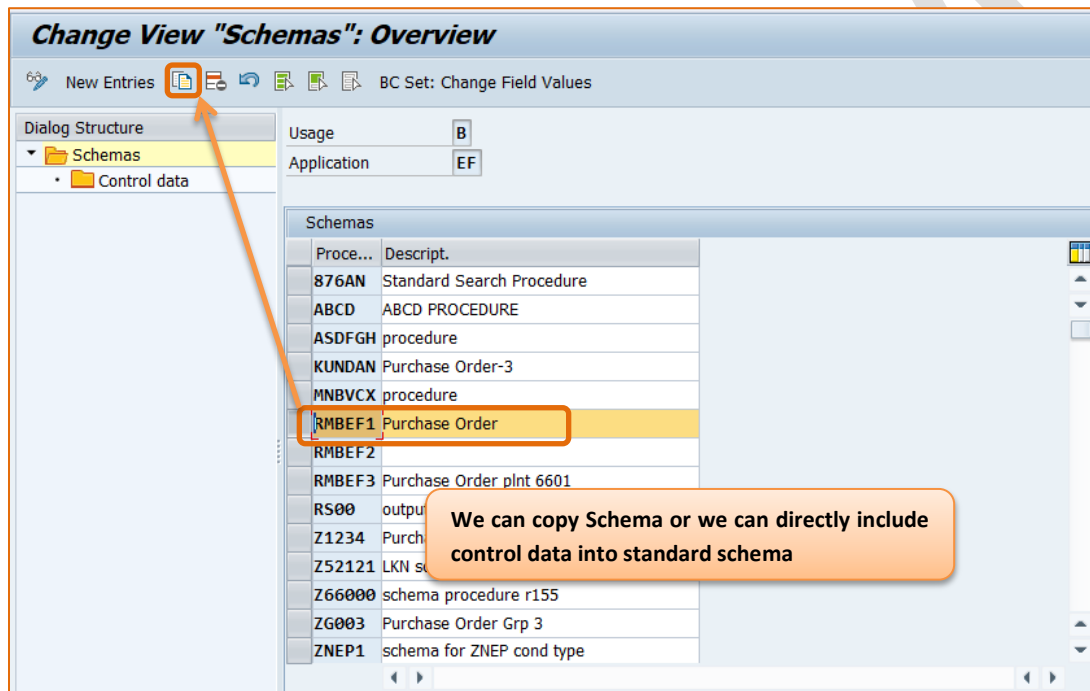 Change View "Schemas": Overview
New Entries BC Set: Change Field Values
Dialog Structure
Schemas
Control data
Usage B
Application EF
Schemas
Proce... Descript.
876AN Standard Search Procedure
ABCD ABCD PROCEDURE
ASDFGH procedure
KUNDAN Purchase Order-3
MNBVCX procedure
RMBEF1 Purchase Order
RMBEF2
RMBEF3 Purchase Order plnt 6601
RS00
Z1234
Z52121 LKN
Z66000 schema procedure r155
ZG003 Purchase Order Grp 3
ZNEP1 schema for ZNEP cond type
We can copy Schema or we can directly include
control data into standard schema